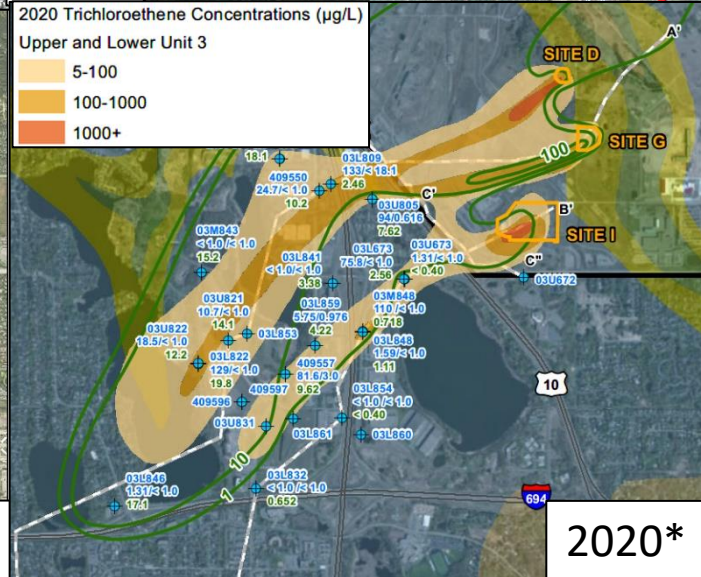 2020 Trichloroethene Concentrations (µg/L)
Upper and Lower Unit 3
5-100
100-1000
1000+
A'
SITE D
SITE G
100
B'
SITE I
C'
C"
18.1
03L809
133/< 18.1
2.46
409550
24.7/< 1.0
10.2
03U805
94/0.616
7.62
03M843
< 1.0 /< 1.0
15.2
03L841
< 1.0/< 1.0
3.38
03L673
75.8/< 1.0
2.56
03U673
1.31/< 1.0
< 0.40
03U672
03U821
10.7/< 1.0
14.1
03L859
5.75/0.976
4.22
03M848
110 /< 1.0
0.718
03U822
18.5/< 1.0
12.2
03L853
03L822
129/< 1.0
19.8
03L848
1.59/< 1.0
1.11
409557
81.6/3.0
9.62
409596
409597
03L854
< 1.0 /< 1.0
< 0.40
03U831
03L861
03L860
10
10
1
03L846
1.31/< 1.0
17.1
03L832
< 1.0 /< 1.0
0.652
694
2020*